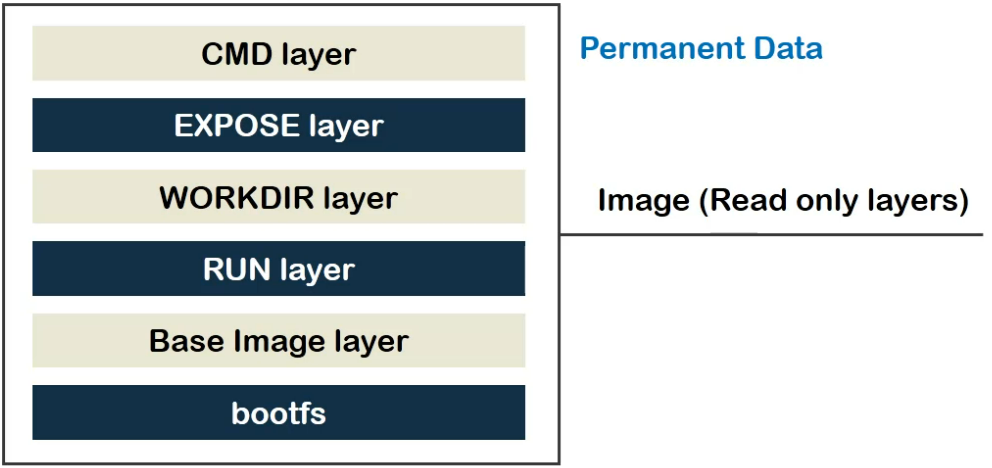 CMD layer
Permanent Data
EXPOSE layer
WORKDIR layer
Image (Read only layers)
RUN layer
Base Image layer
bootfs